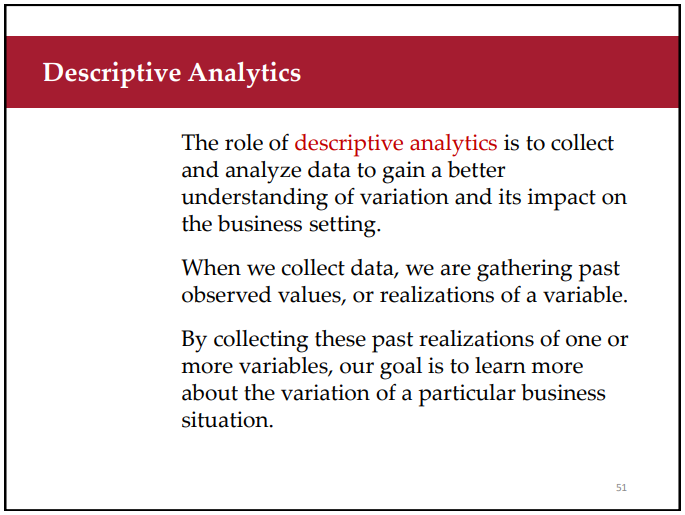 Descriptive Analytics
The role of descriptive analytics is to collect
and analyze data to gain a better
understanding of variation and its impact on
the business setting.
When we collect data, we are gathering past
observed values, or realizations of a variable.
By collecting these past realizations of one or
more variables, our goal is to learn more
about the variation of a particular business
situation.
51